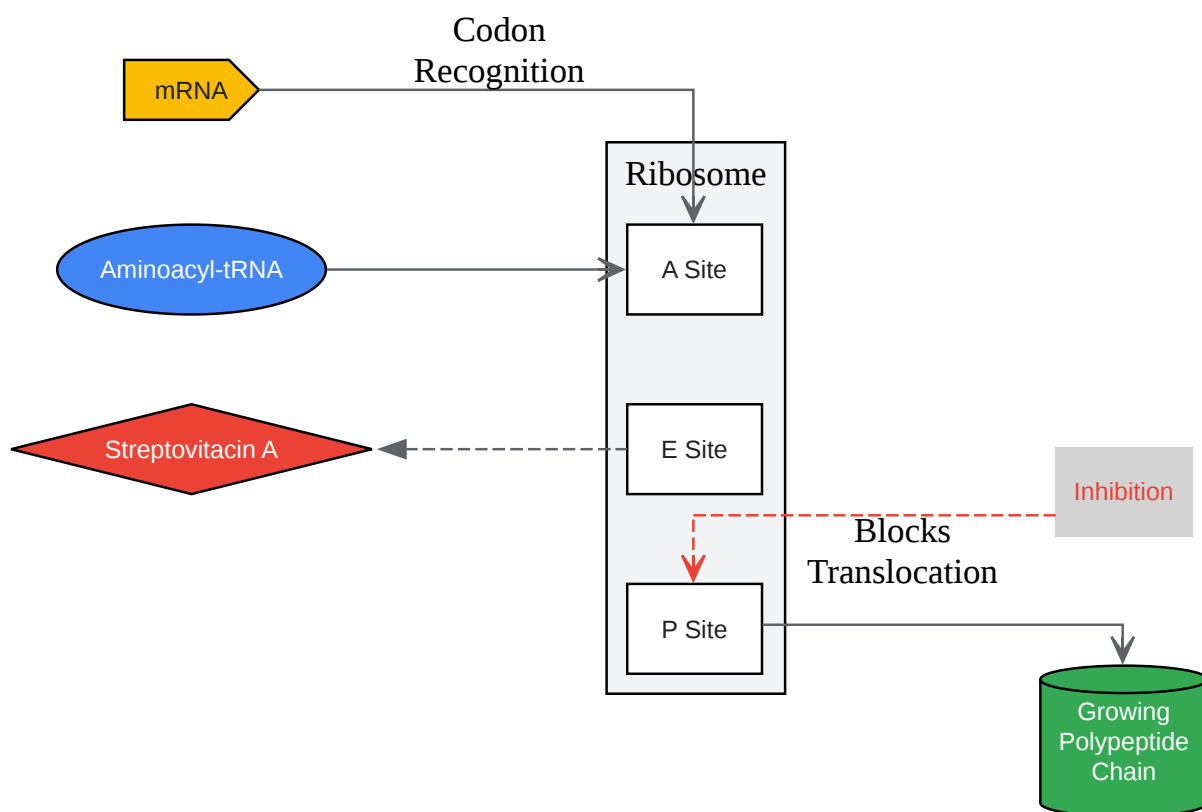 Codon
Recognition
mRNA
Ribosome
Aminoacyl-tRNA
A Site
Streptovitacin A
E Site
Inhibition
Blocks
Translocation
P Site
Growing
Polypeptide
Chain